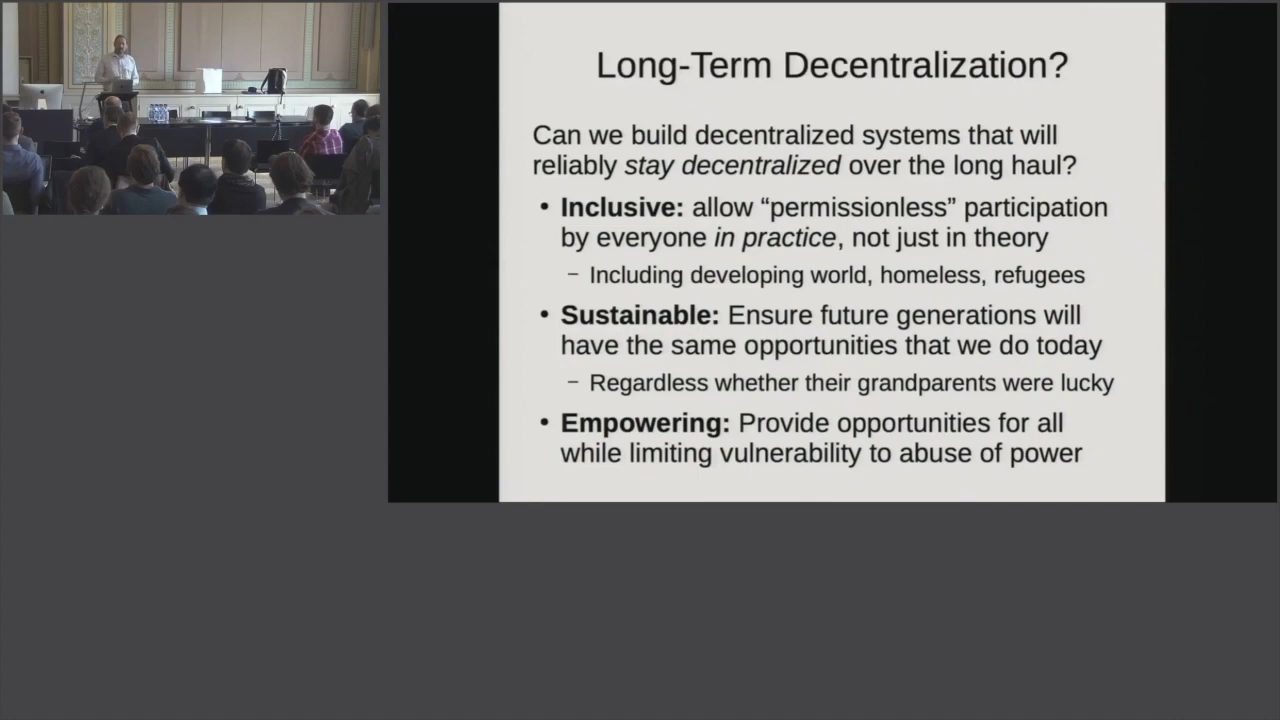 Long-Term Decentralization?
Can we build decentralized systems that will
reliably stay decentralized over the long haul?
• Inclusive: allow “permissionless” participation
by everyone in practice, not just in theory
– Including developing world, homeless, refugees
• Sustainable: Ensure future generations will
have the same opportunities that we do today
– Regardless whether their grandparents were lucky
• Empowering: Provide opportunities for all
while limiting vulnerability to abuse of power